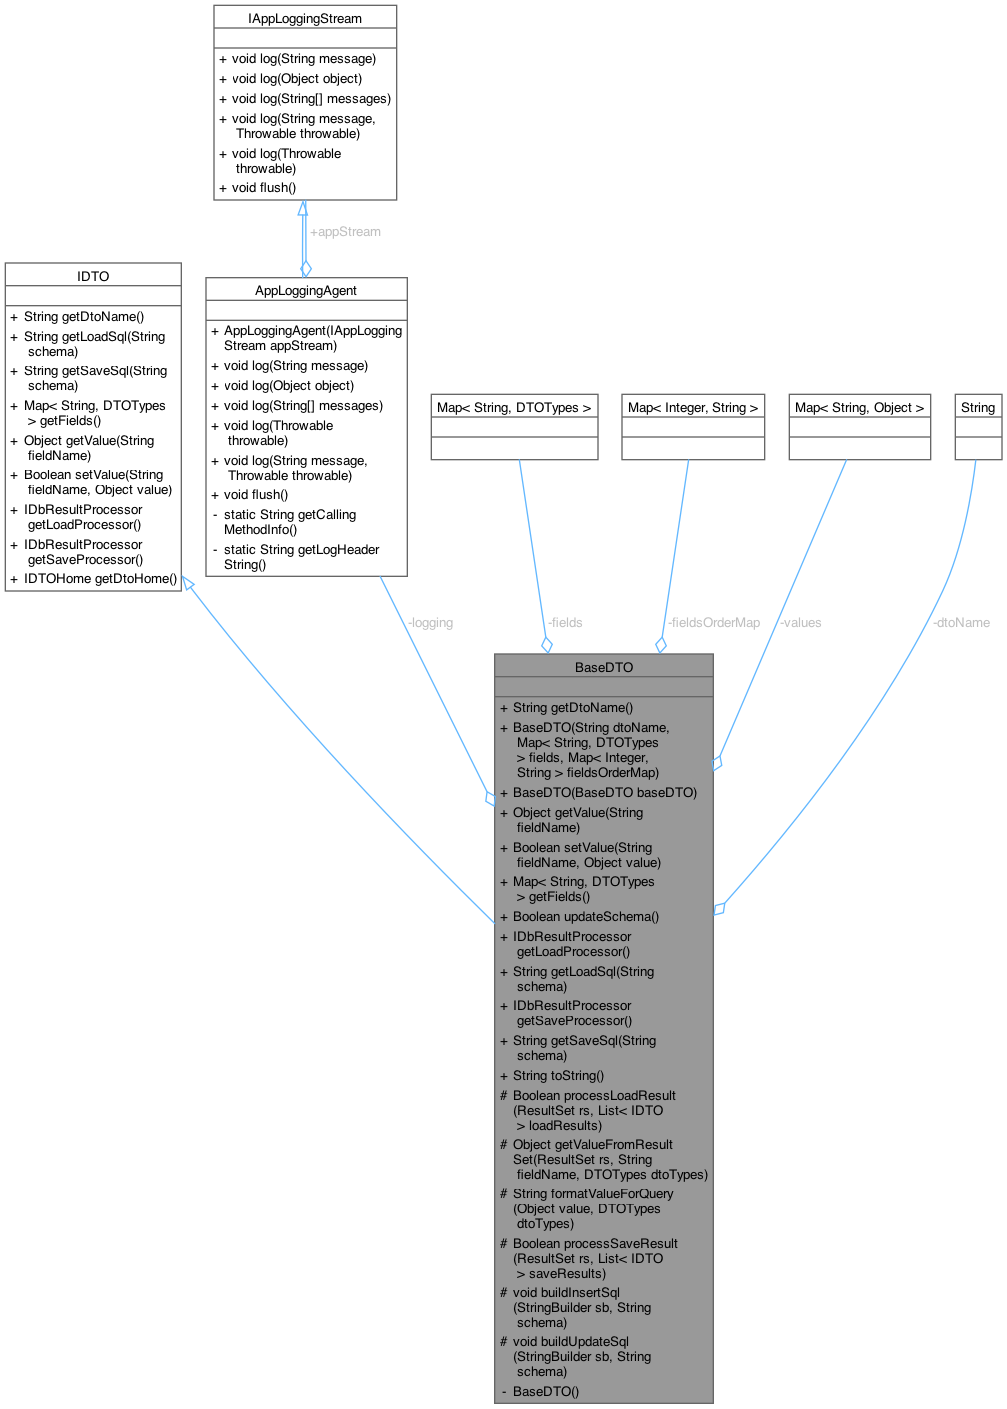 IAppLoggingStream
+ void log(String message)
+ void log(Object object)
+ void log(String[] messages)
+ void log(String message,
Throwable throwable)
+ void log(Throwable
throwable)
+ void flush()
+appStream
IDTO
+ String getDtoName()
+ String getLoadSql(String
schema)
+ String getSaveSql(String
schema)
+ Map< String, DTOTypes
> getFields()
+ Object getValue(String
fieldName)
+ Boolean setValue(String
fieldName, Object value)
+ IDbResultProcessor
getLoadProcessor()
+ IDbResultProcessor
getSaveProcessor()
+ IDTOHome getDtoHome()
AppLoggingAgent
+ AppLoggingAgent(IAppLogging
Stream appStream)
+ void log(String message)
+ void log(Object object)
+ void log(String[] messages)
+ void log(Throwable
throwable)
+ void log(String message,
Throwable throwable)
+ void flush()
- static String getCalling
MethodInfo()
- static String getLogHeader
String()
Map< String, DTOTypes >
Map< Integer, String >
Map< String, Object >
String
-logging
-fields
-fieldsOrderMap
-values
-dtoName
BaseDTO
+ String getDtoName()
+ BaseDTO(String dtoName,
Map< String, DTOTypes
> fields, Map< Integer,
String > fieldsOrderMap)
+ BaseDTO(BaseDTO baseDTO)
+ Object getValue(String
fieldName)
+ Boolean setValue(String
fieldName, Object value)
+ Map< String, DTOTypes
> getFields()
+ Boolean updateSchema()
+ IDbResultProcessor
getLoadProcessor()
+ String getLoadSql(String
schema)
+ IDbResultProcessor
getSaveProcessor()
+ String getSaveSql(String
schema)
+ String toString()
# Boolean processLoadResult
(ResultSet rs, List< IDTO
> loadResults)
# Object getValueFromResult
Set(ResultSet rs, String
fieldName, DTOTypes dtoTypes)
# String formatValueForQuery
(Object value, DTOTypes
dtoTypes)
# Boolean processSaveResult
(ResultSet rs, List< IDTO
> saveResults)
# void buildInsertSql
(StringBuilder sb, String
schema)
# void buildUpdateSql
(StringBuilder sb, String
schema)
- BaseDTO()